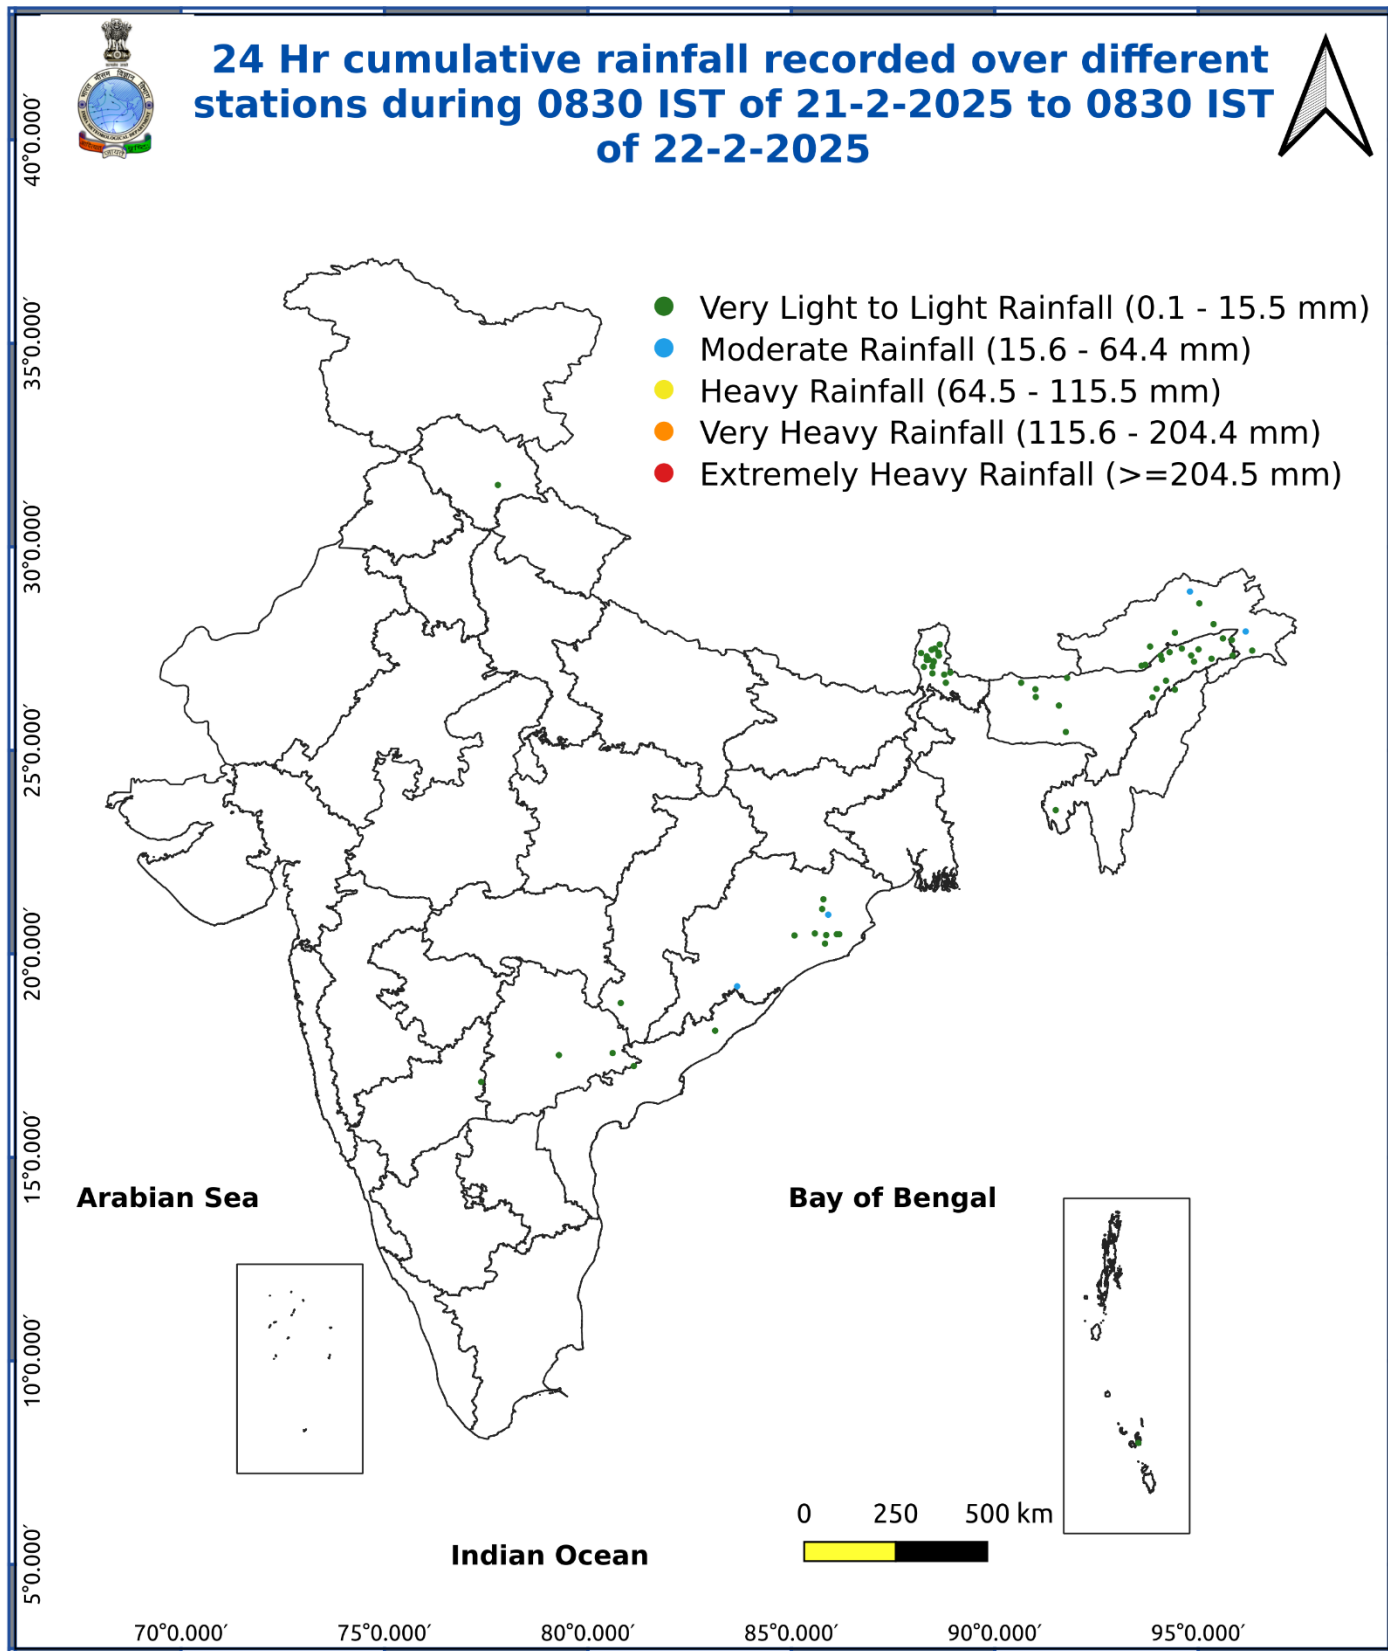 24 Hr cumulative rainfall recorded over different
stations during 0830 IST of 21-2-2025 to 0830 IST
of 22-2-2025
40°0.000′
35°0.000′
30°0.000′
25°0.000′
20°0.000′
15°0.000′
10°0.000′
5°0.000′
Very Light to Light Rainfall (0.1 - 15.5 mm)
Moderate Rainfall (15.6 - 64.4 mm)
Heavy Rainfall (64.5 - 115.5 mm)
Very Heavy Rainfall (115.6 - 204.4 mm)
Extremely Heavy Rainfall (>=204.5 mm)
Arabian Sea
Bay of Bengal
0 250 500 km
Indian Ocean
70°0.000′ 75°0.000′ 80°0.000′ 85°0.000′ 90°0.000′ 95°0.000′